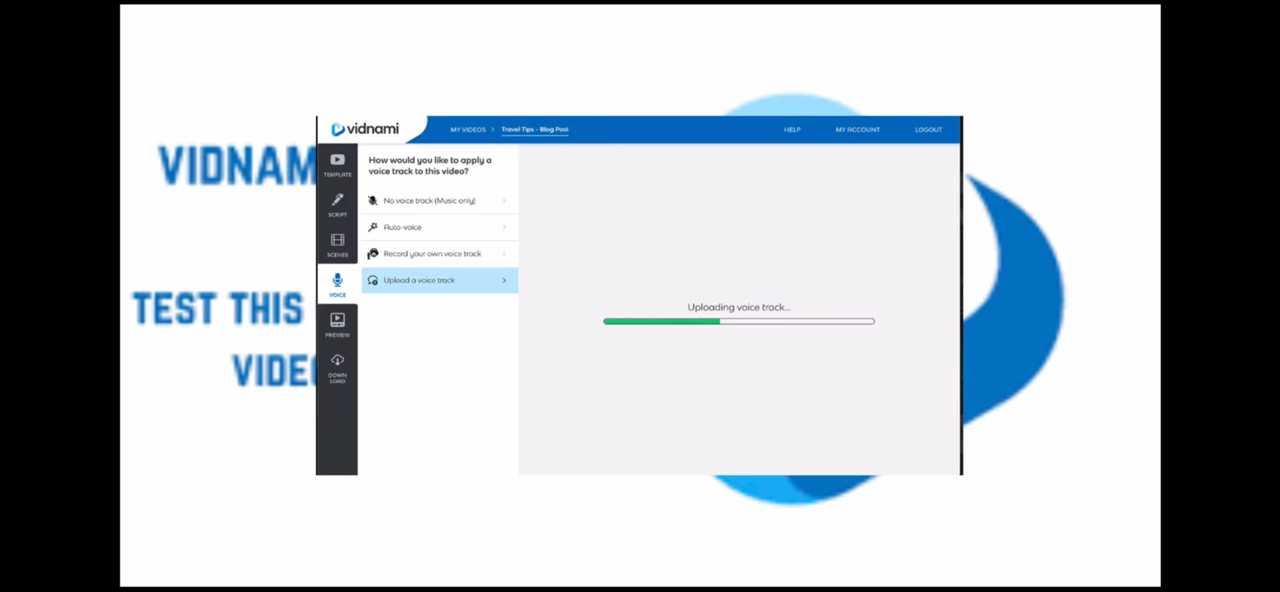 VIDNAM
TEST THIS
VIDE
vidnami
MY VIDEOS > Travel Tips - Blog Post
HELP
MY ACCOUNT
LOGOUT
TEMPLATE
SCRIPT
SCENES
VOICE
PREVIEW
DOWN
LOAD
How would you like to apply a
voice track to this video?
No voice track (Music only)
Auto-voice
Record your own voice track
Upload a voice track
Uploading voice track...